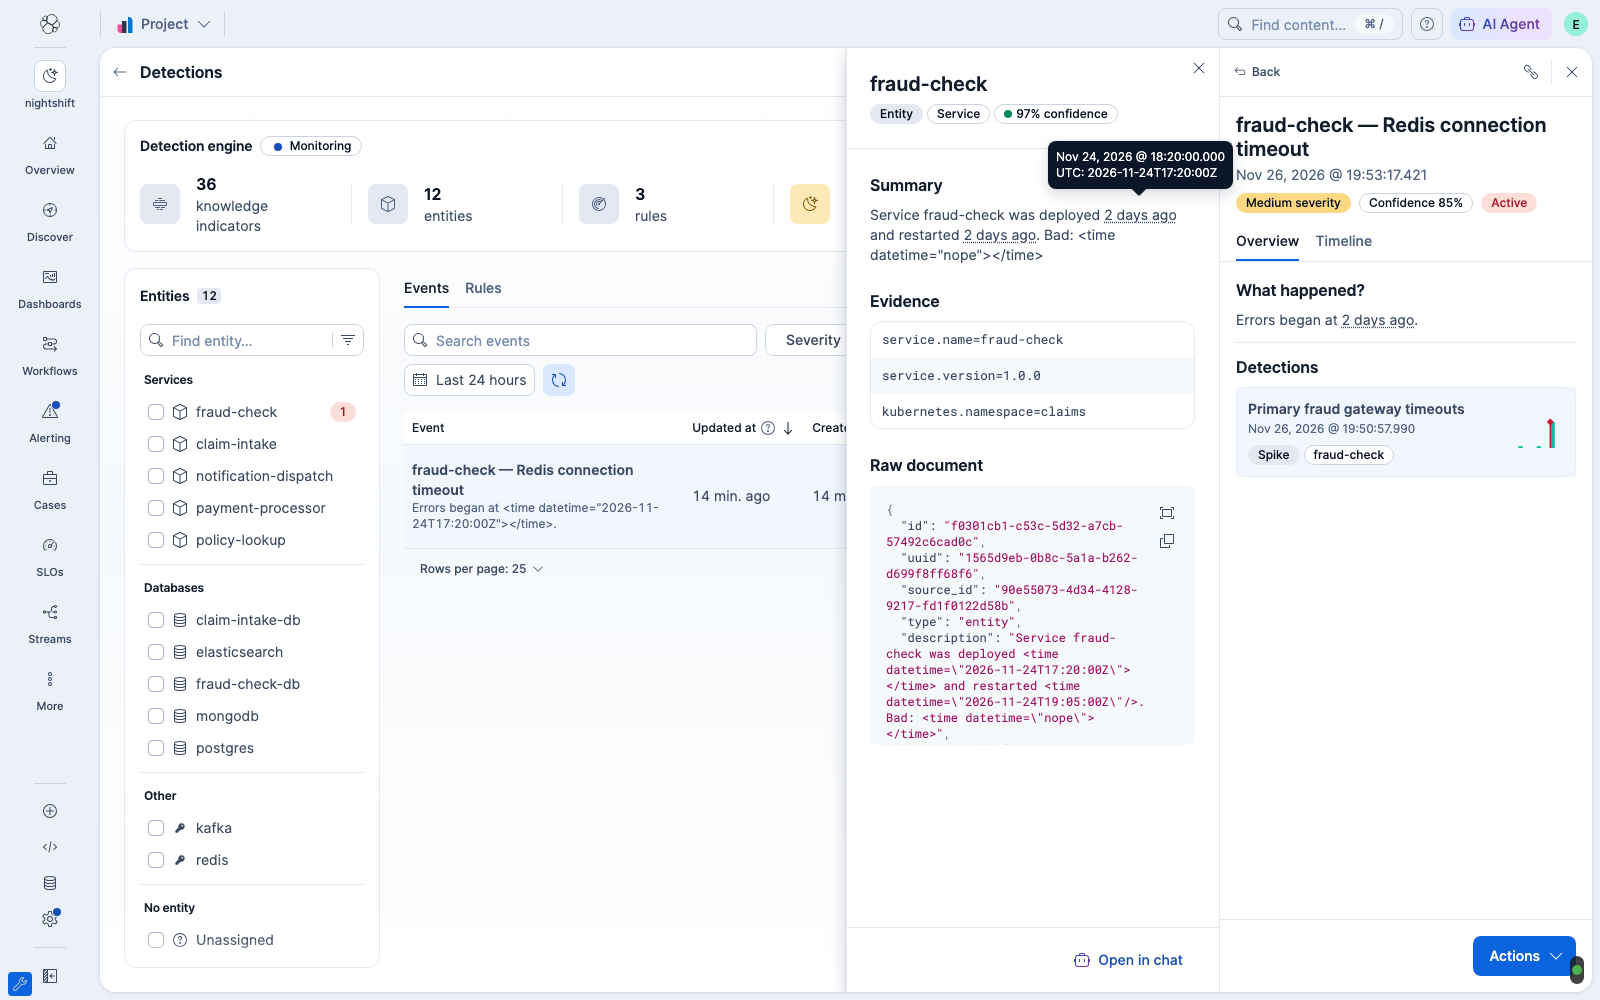 Project
Find content...
⌘ /
AI Agent
E
nightshift
Overview
Discover
Dashboards
Workflows
Alerting
Cases
SLOs
Streams
More
Detections
Detection engine
Monitoring
36
knowledge
indicators
12
entities
3
rules
Entities 12
Find entity...
Services
fraud-check
1
claim-intake
notification-dispatch
payment-processor
policy-lookup
Databases
claim-intake-db
elasticsearch
fraud-check-db
mongodb
postgres
Other
kafka
redis
No entity
Unassigned
Events
Rules
Search events
Severity
Last 24 hours
Event
Updated at
fraud-check — Redis connection
timeout
Errors began at <time datetime="2026-11-
24T17:20:00Z"></time>.
14 min. ago
14 m
Rows per page: 25
fraud-check
Entity
Service
97% confidence
Nov 24, 2026 @ 18:20:00.000
UTC: 2026-11-24T17:20:00Z
Summary
Service fraud-check was deployed 2 days ago
and restarted 2 days ago. Bad: <time
datetime="nope"></time>
Evidence
service.name=fraud-check
service.version=1.0.0
kubernetes.namespace=claims
Raw document
{
"id": "f0301cb1-c53c-5d32-a7cb-
57492c6cad0c",
"uuid": "1565d9eb-0b8c-5a1a-b262-
d699f8ff68f6",
"source_id": "90e55073-4d34-4128-
9217-fd1f0122d58b",
"type": "entity",
"description": "Service fraud-
check was deployed <time
datetime=\"2026-11-24T17:20:00Z\">
</time> and restarted <time
datetime=\"2026-11-24T19:05:00Z\"/>.
Bad: <time datetime=\"nope\">
</time>",
Open in chat
Back
fraud-check — Redis connection
timeout
Nov 26, 2026 @ 19:53:17.421
Medium severity
Confidence 85%
Active
Overview
Timeline
What happened?
Errors began at 2 days ago.
Detections
Primary fraud gateway timeouts
Nov 26, 2026 @ 19:50:57.990
Spike
fraud-check
Actions